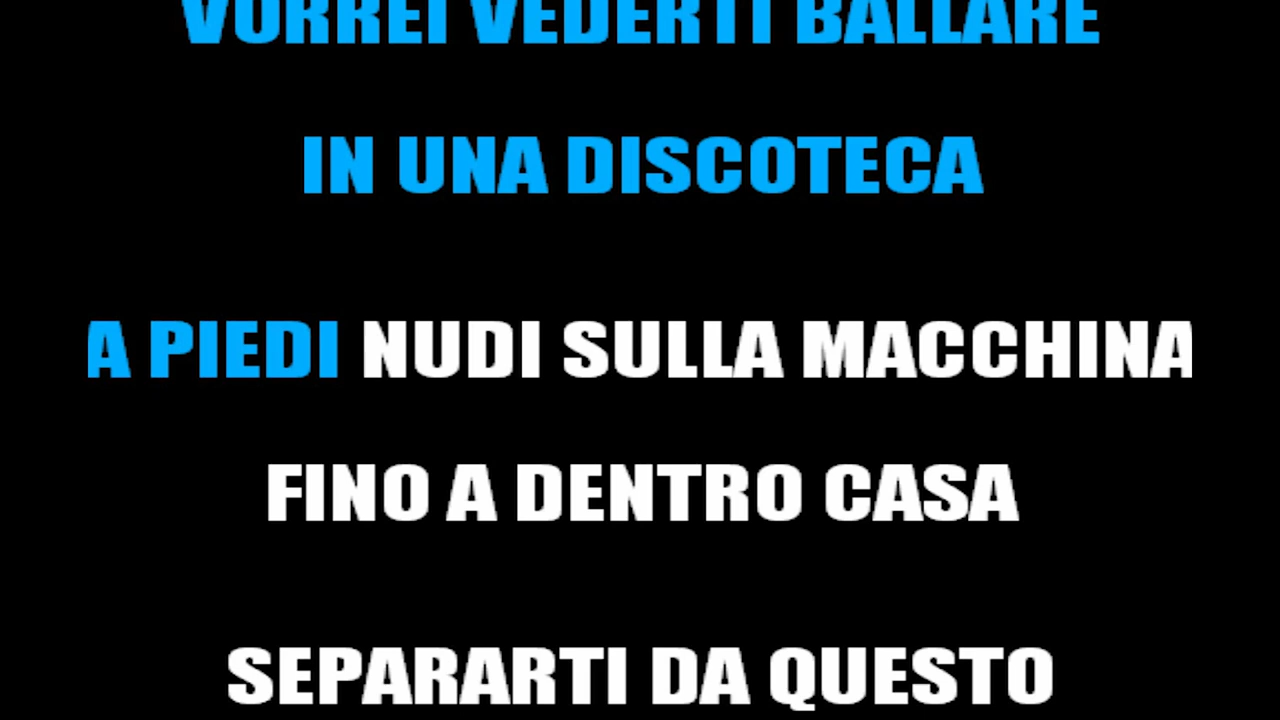 VORREI VEDERTI BALLARE
IN UNA DISCOTECA
A PIEDI NUDI SULLA MACCHINA
FINO A DENTRO CASA
SEPARARTI DA QUESTO